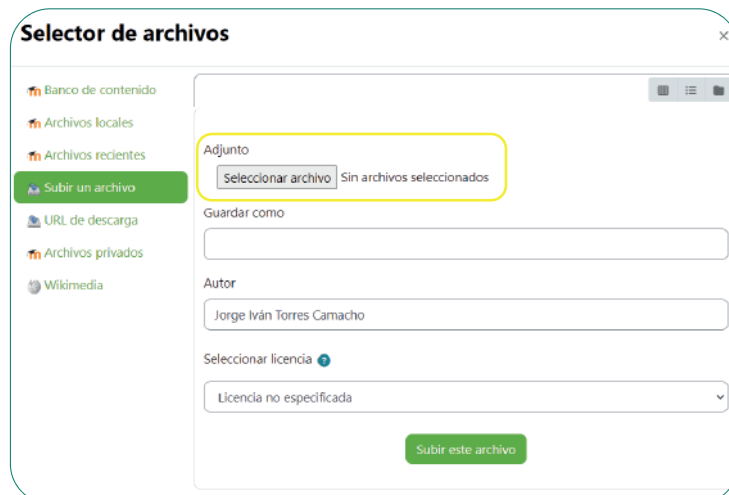 Selector de archivos
×
Banco de contenido
Archivos locales
Archivos recientes
Subir un archivo
URL de descarga
Archivos privados
Wikimedia
Adjunto
Seleccionar archivo Sin archivos seleccionados
Guardar como
Autor
Jorge Iván Torres Camacho
Seleccionar licencia ?
Licencia no especificada
Subir este archivo